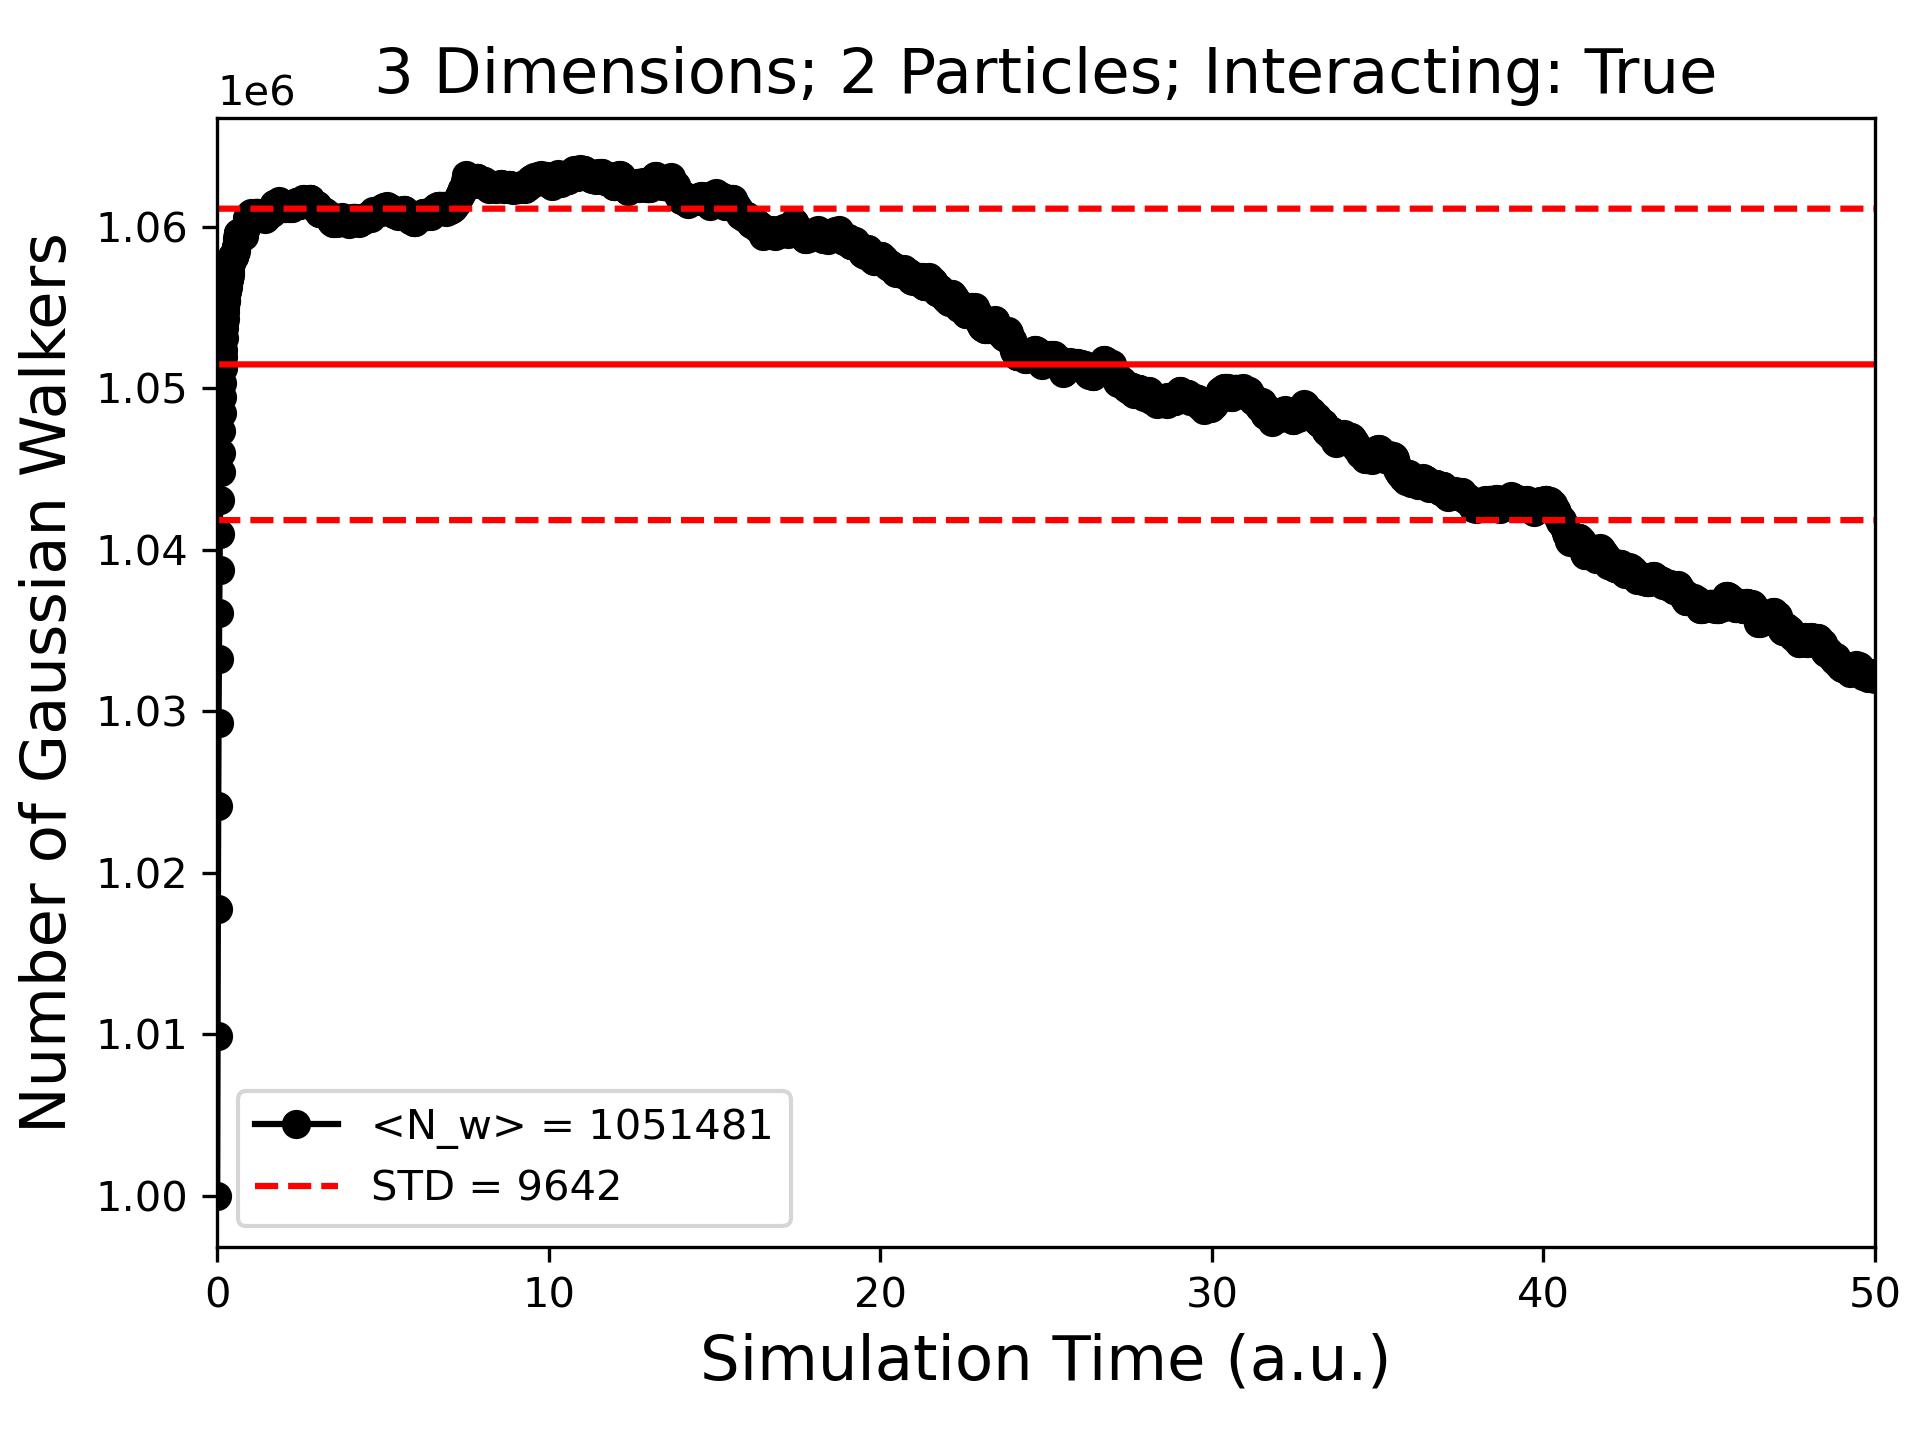 3 Dimensions; 2 Particles; Interacting: True
1e6
1.06
1.05
1.04
1.03
1.02
1.01
1.00
Number of Gaussian Walkers
<N_w> = 1051481
STD = 9642
0 10 20 30 40 50
Simulation Time (a.u.)